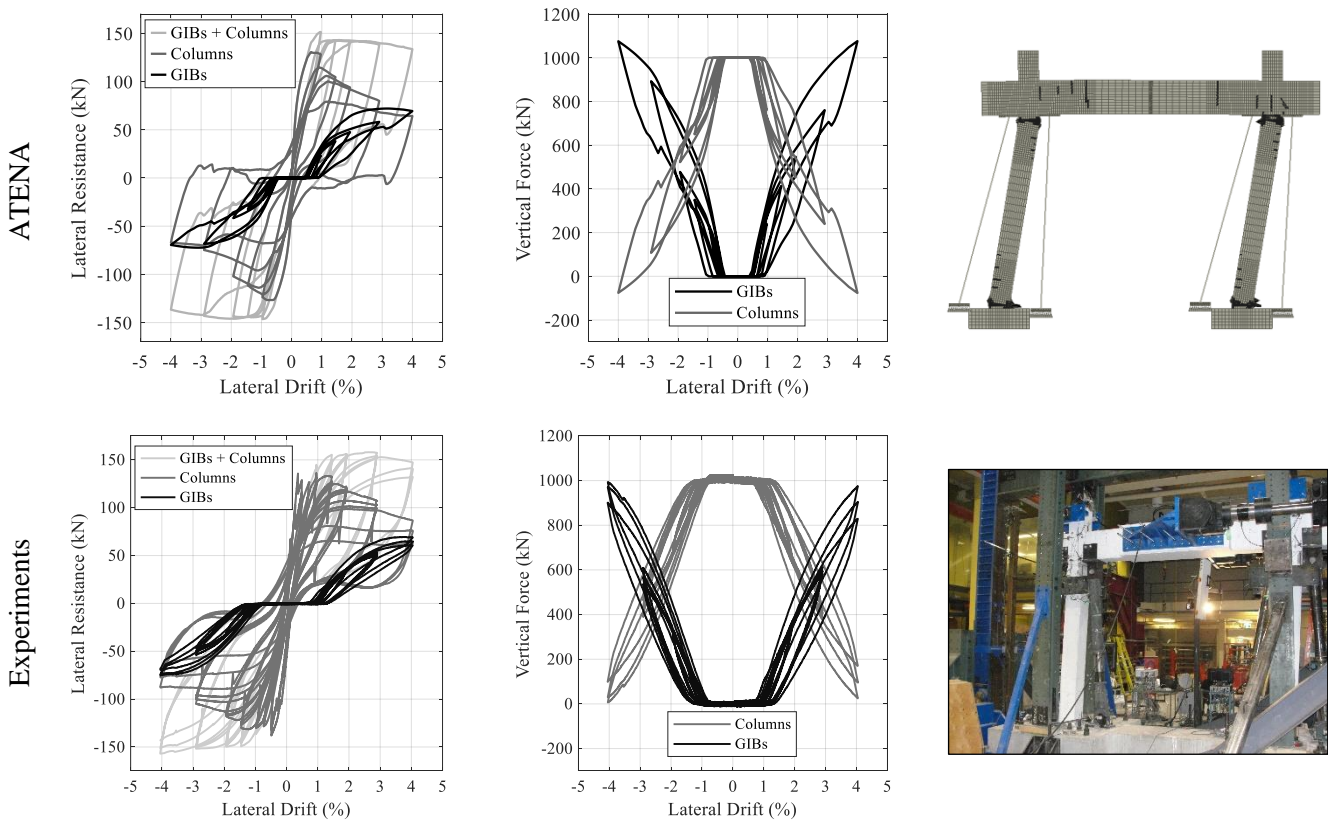 ATENA
Lateral Resistance (kN)
150
100
50
0
-50
-100
-150
GIBs + Columns
Columns
GIBs
-5 -4 -3 -2 -1 0 1 2 3 4 5
Lateral Drift (%)
Vertical Force (kN)
1200
1000
800
600
400
200
0
-200
GIBs
Columns
-5 -4 -3 -2 -1 0 1 2 3 4 5
Lateral Drift (%)
Experiments
Lateral Resistance (kN)
150
100
50
0
-50
-100
-150
GIBs + Columns
Columns
GIBs
-5 -4 -3 -2 -1 0 1 2 3 4 5
Lateral Drift (%)
Vertical Force (kN)
1200
1000
800
600
400
200
0
-200
Columns
GIBs
-5 -4 -3 -2 -1 0 1 2 3 4 5
Lateral Drift (%)